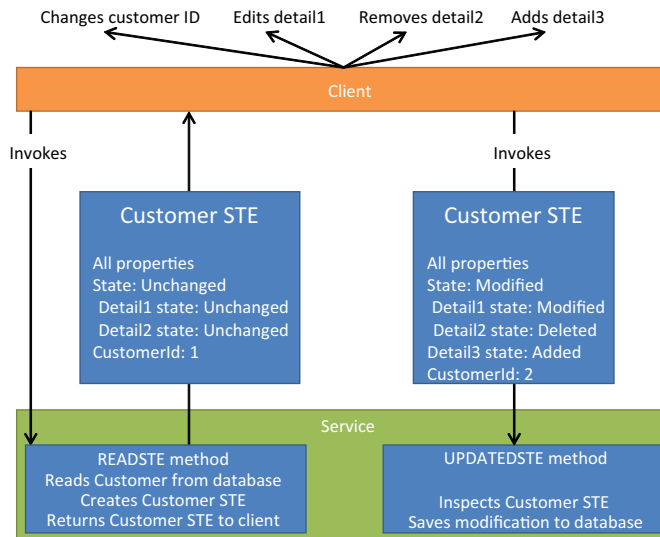 Changes customer ID
Edits detail1
Removes detail2
Adds detail3
Client
Invokes
Invokes
Customer STE
All properties
State: Unchanged
Detail1 state: Unchanged
Detail2 state: Unchanged
CustomerId: 1
Customer STE
All properties
State: Modified
Detail1 state: Modified
Detail2 state: Deleted
Detail3 state: Added
CustomerId: 2
Service
READSTE method
Reads Customer from database
Creates Customer STE
Returns Customer STE to client
UPDATEDSTE method
Inspects Customer STE
Saves modification to database